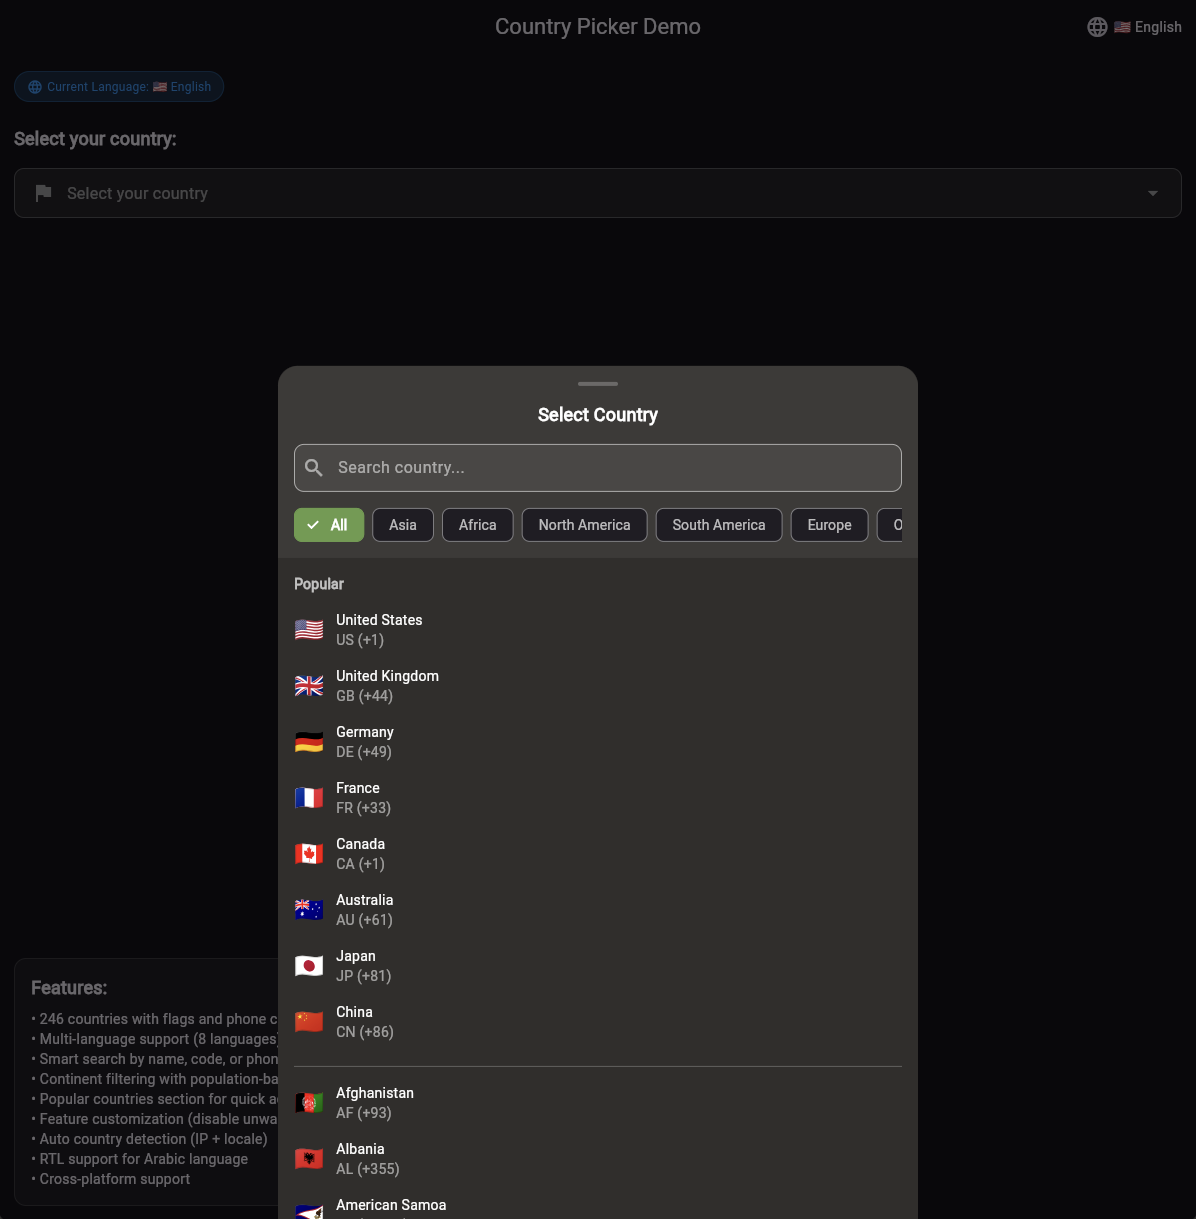 Country Picker Demo
English
Current Language: English
Select your country:
Select your country
Select Country
Search country...
All
Asia
Africa
North America
South America
Europe
Popular
United States
US (+1)
United Kingdom
GB (+44)
Germany
DE (+49)
France
FR (+33)
Canada
CA (+1)
Australia
AU (+61)
Japan
JP (+81)
China
CN (+86)
Afghanistan
AF (+93)
Albania
AL (+355)
American Samoa
Features:
• 246 countries with flags and phone
• Multi-language support (8 languages)
• Smart search by name, code, or
• Continent filtering with
• Popular countries section for quick
• Feature customization (disable
• Auto country detection (IP + locale)
• RTL support for Arabic language
• Cross-platform support